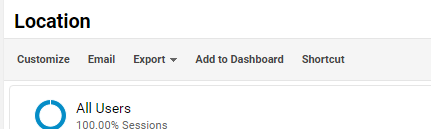 Location
Customize Email Export Add to Dashboard Shortcut
All Users
100.00% Sessions